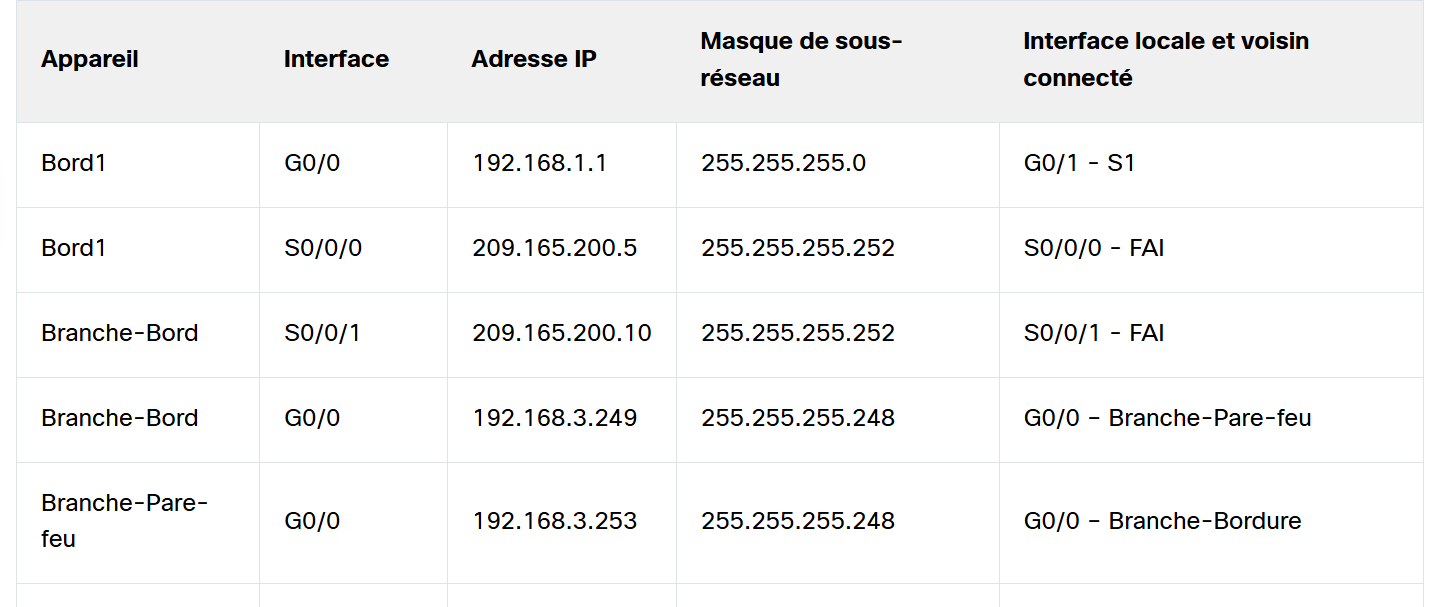 Appareil Interface Adresse IP Masque de sous-
réseau Interface locale et voisin
connecté
Bord1 G0/0 192.168.1.1 255.255.255.0 G0/1 - S1
Bord1 S0/0/0 209.165.200.5 255.255.255.252 S0/0/0 - FAI
Branche-Bord S0/0/1 209.165.200.10 255.255.255.252 S0/0/1 - FAI
Branche-Bord G0/0 192.168.3.249 255.255.255.248 G0/0 - Branche-Pare-feu
Branche-Pare-
feu G0/0 192.168.3.253 255.255.255.248 G0/0 - Branche-Bordure